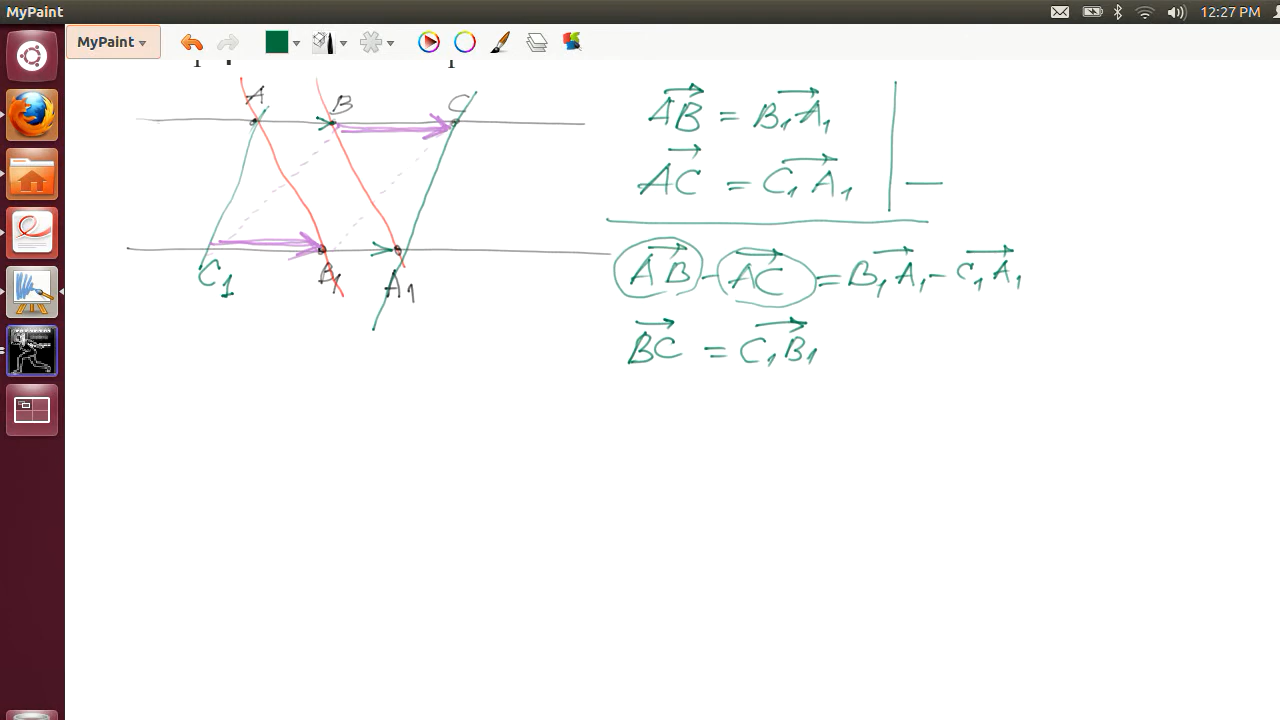 MyPaint
12:27 PM
MyPaint
A B C
C₁ B₁ A₁
AB = B₁A₁
AC = C₁A₁ —
AB - AC = B₁A₁ - C₁A₁
BC = C₁B₁